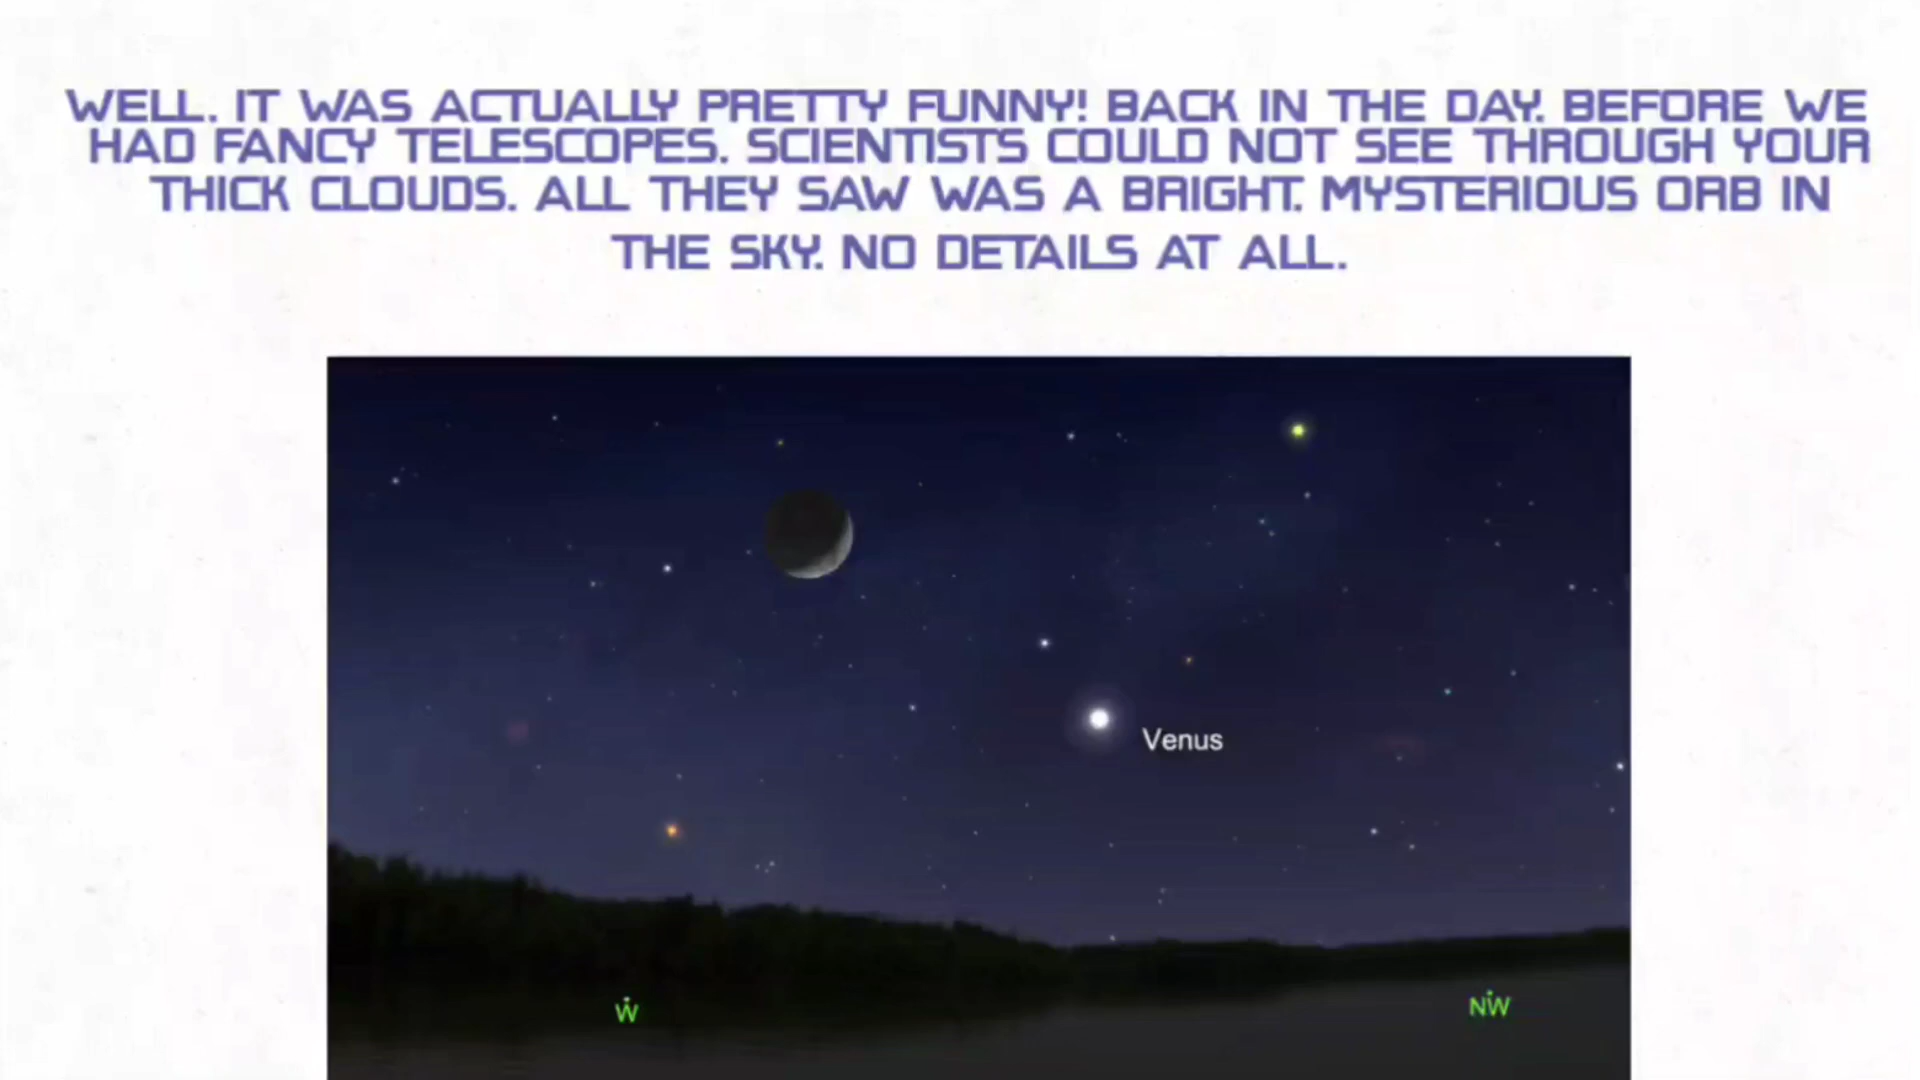 WELL. IT WAS ACTUALLY PRETTY FUNNY! BACK IN THE DAY. BEFORE WE
HAD FANCY TELESCOPES. SCIENTISTS COULD NOT SEE THROUGH YOUR
THICK CLOUDS. ALL THEY SAW WAS A BRIGHT. MYSTERIOUS ORB IN
THE SKY. NO DETAILS AT ALL.
Venus
W
NW